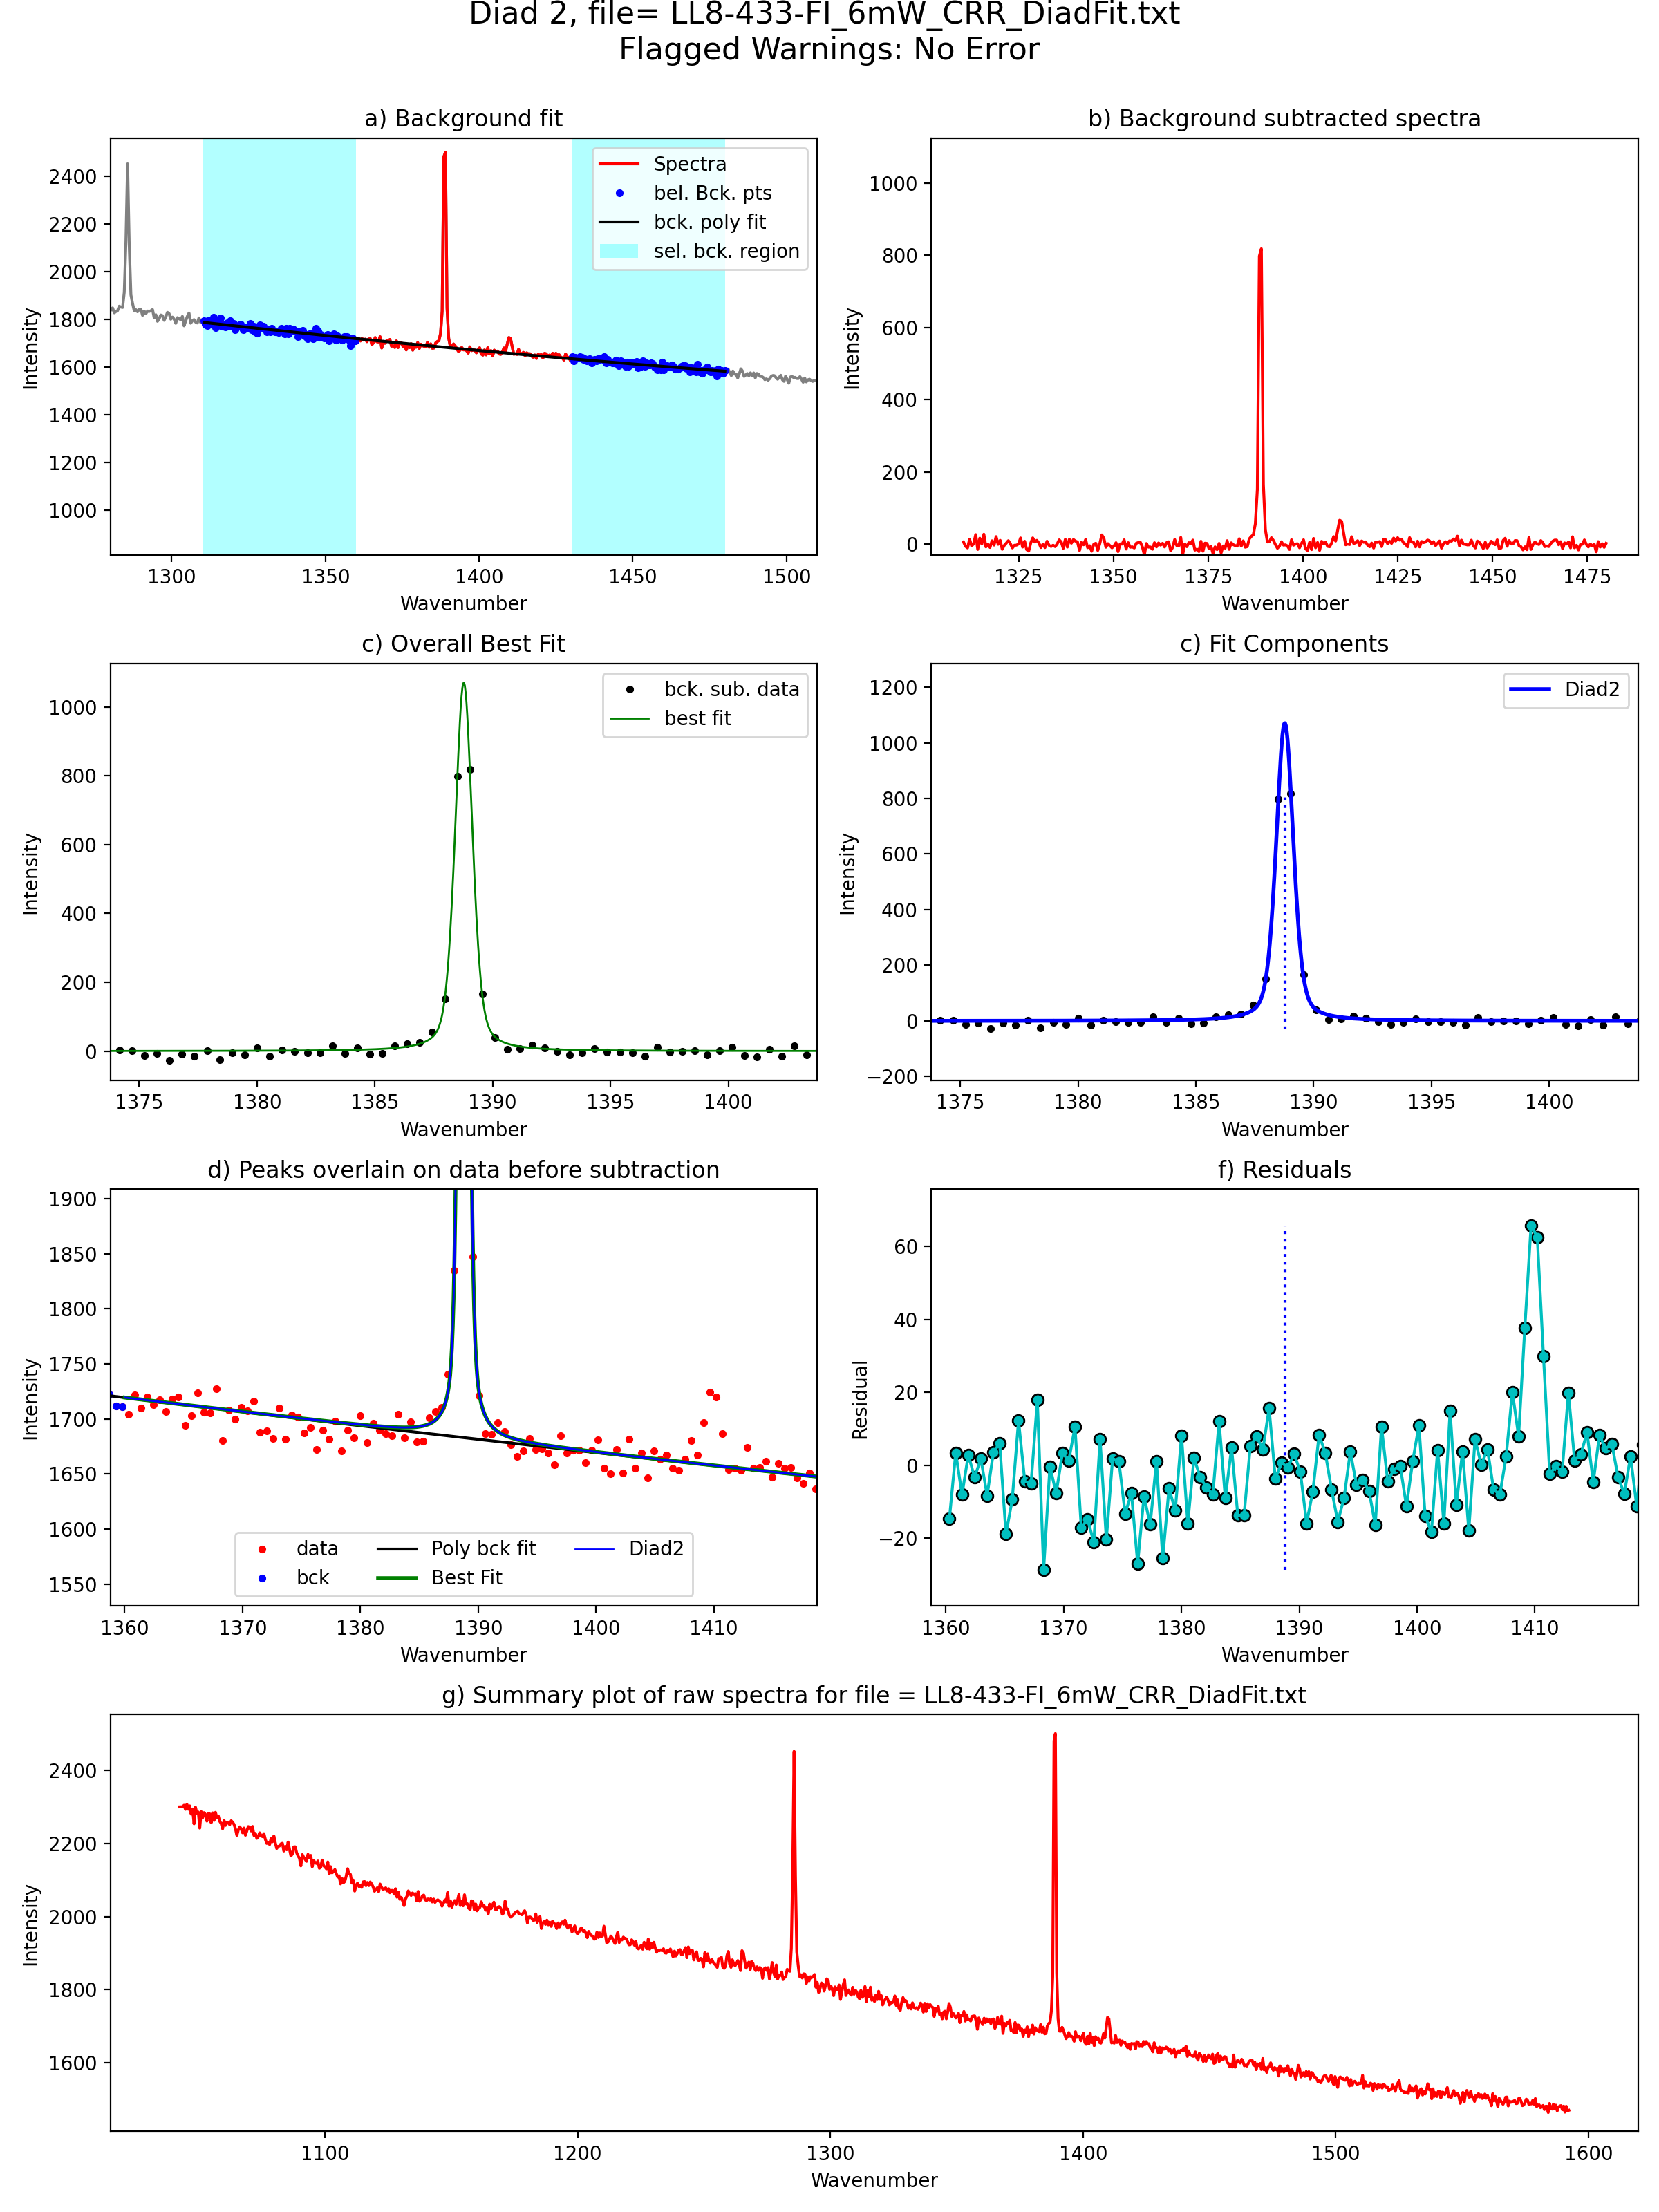 Diad 2, file= LL8-433-FI_6mW_CRR_DiadFit.txt
Flagged Warnings: No Error
a) Background fit
2400
2200
2000
1800
1600
1400
1200
1000
Intensity
1300
1350
1400
1450
1500
Wavenumber
Spectra
bel. Bck. pts
bck. poly fit
sel. bck. region
b) Background subtracted spectra
1000
800
600
400
200
0
Intensity
1325
1350
1375
1400
1425
1450
1475
Wavenumber
c) Overall Best Fit
1000
800
600
400
200
0
Intensity
1375
1380
1385
1390
1395
1400
Wavenumber
bck. sub. data
best fit
c) Fit Components
1200
1000
800
600
400
200
0
−200
Intensity
1375
1380
1385
1390
1395
1400
Wavenumber
Diad2
d) Peaks overlain on data before subtraction
1900
1850
1800
1750
1700
1650
1600
1550
Intensity
1360
1370
1380
1390
1400
1410
Wavenumber
data
bck
Poly bck fit
Best Fit
Diad2
f) Residuals
60
40
20
0
−20
Residual
1360
1370
1380
1390
1400
1410
Wavenumber
g) Summary plot of raw spectra for file = LL8-433-FI_6mW_CRR_DiadFit.txt
2400
2200
2000
1800
1600
Intensity
1100
1200
1300
1400
1500
1600
Wavenumber